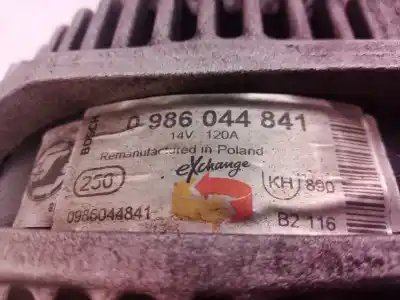 BOSCH
0 986 044 841
14V 120A
Remanufactured in Poland
eXchange
250
KH 890
0986044841
B2 116